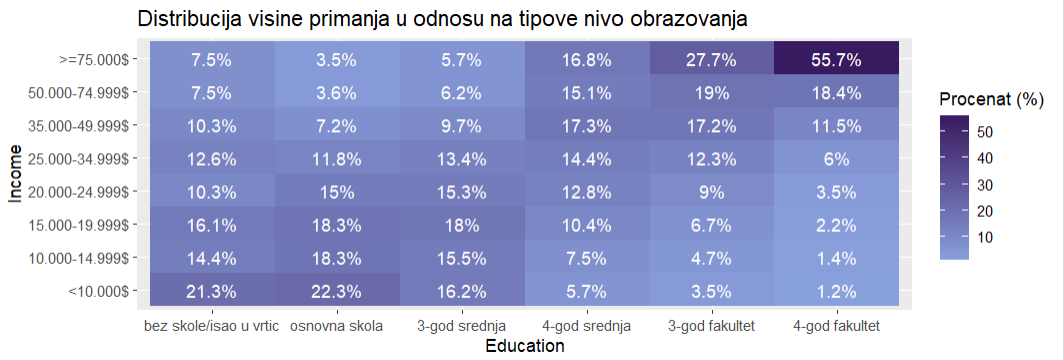 Distribucija visine primanja u odnosu na tipove nivo obrazovanja
Income
>=75.000$ 7.5% 3.5% 5.7% 16.8% 27.7% 55.7%
50.000-74.999$ 7.5% 3.6% 6.2% 15.1% 19% 18.4%
35.000-49.999$ 10.3% 7.2% 9.7% 17.3% 17.2% 11.5%
25.000-34.999$ 12.6% 11.8% 13.4% 14.4% 12.3% 6%
20.000-24.999$ 10.3% 15% 15.3% 12.8% 9% 3.5%
15.000-19.999$ 16.1% 18.3% 18% 10.4% 6.7% 2.2%
10.000-14.999$ 14.4% 18.3% 15.5% 7.5% 4.7% 1.4%
<10.000$ 21.3% 22.3% 16.2% 5.7% 3.5% 1.2%
bez skole/isao u vrtic osnovna skola 3-god srednja 4-god srednja 3-god fakultet 4-god fakultet
Education
Procenat (%)
50
40
30
20
10